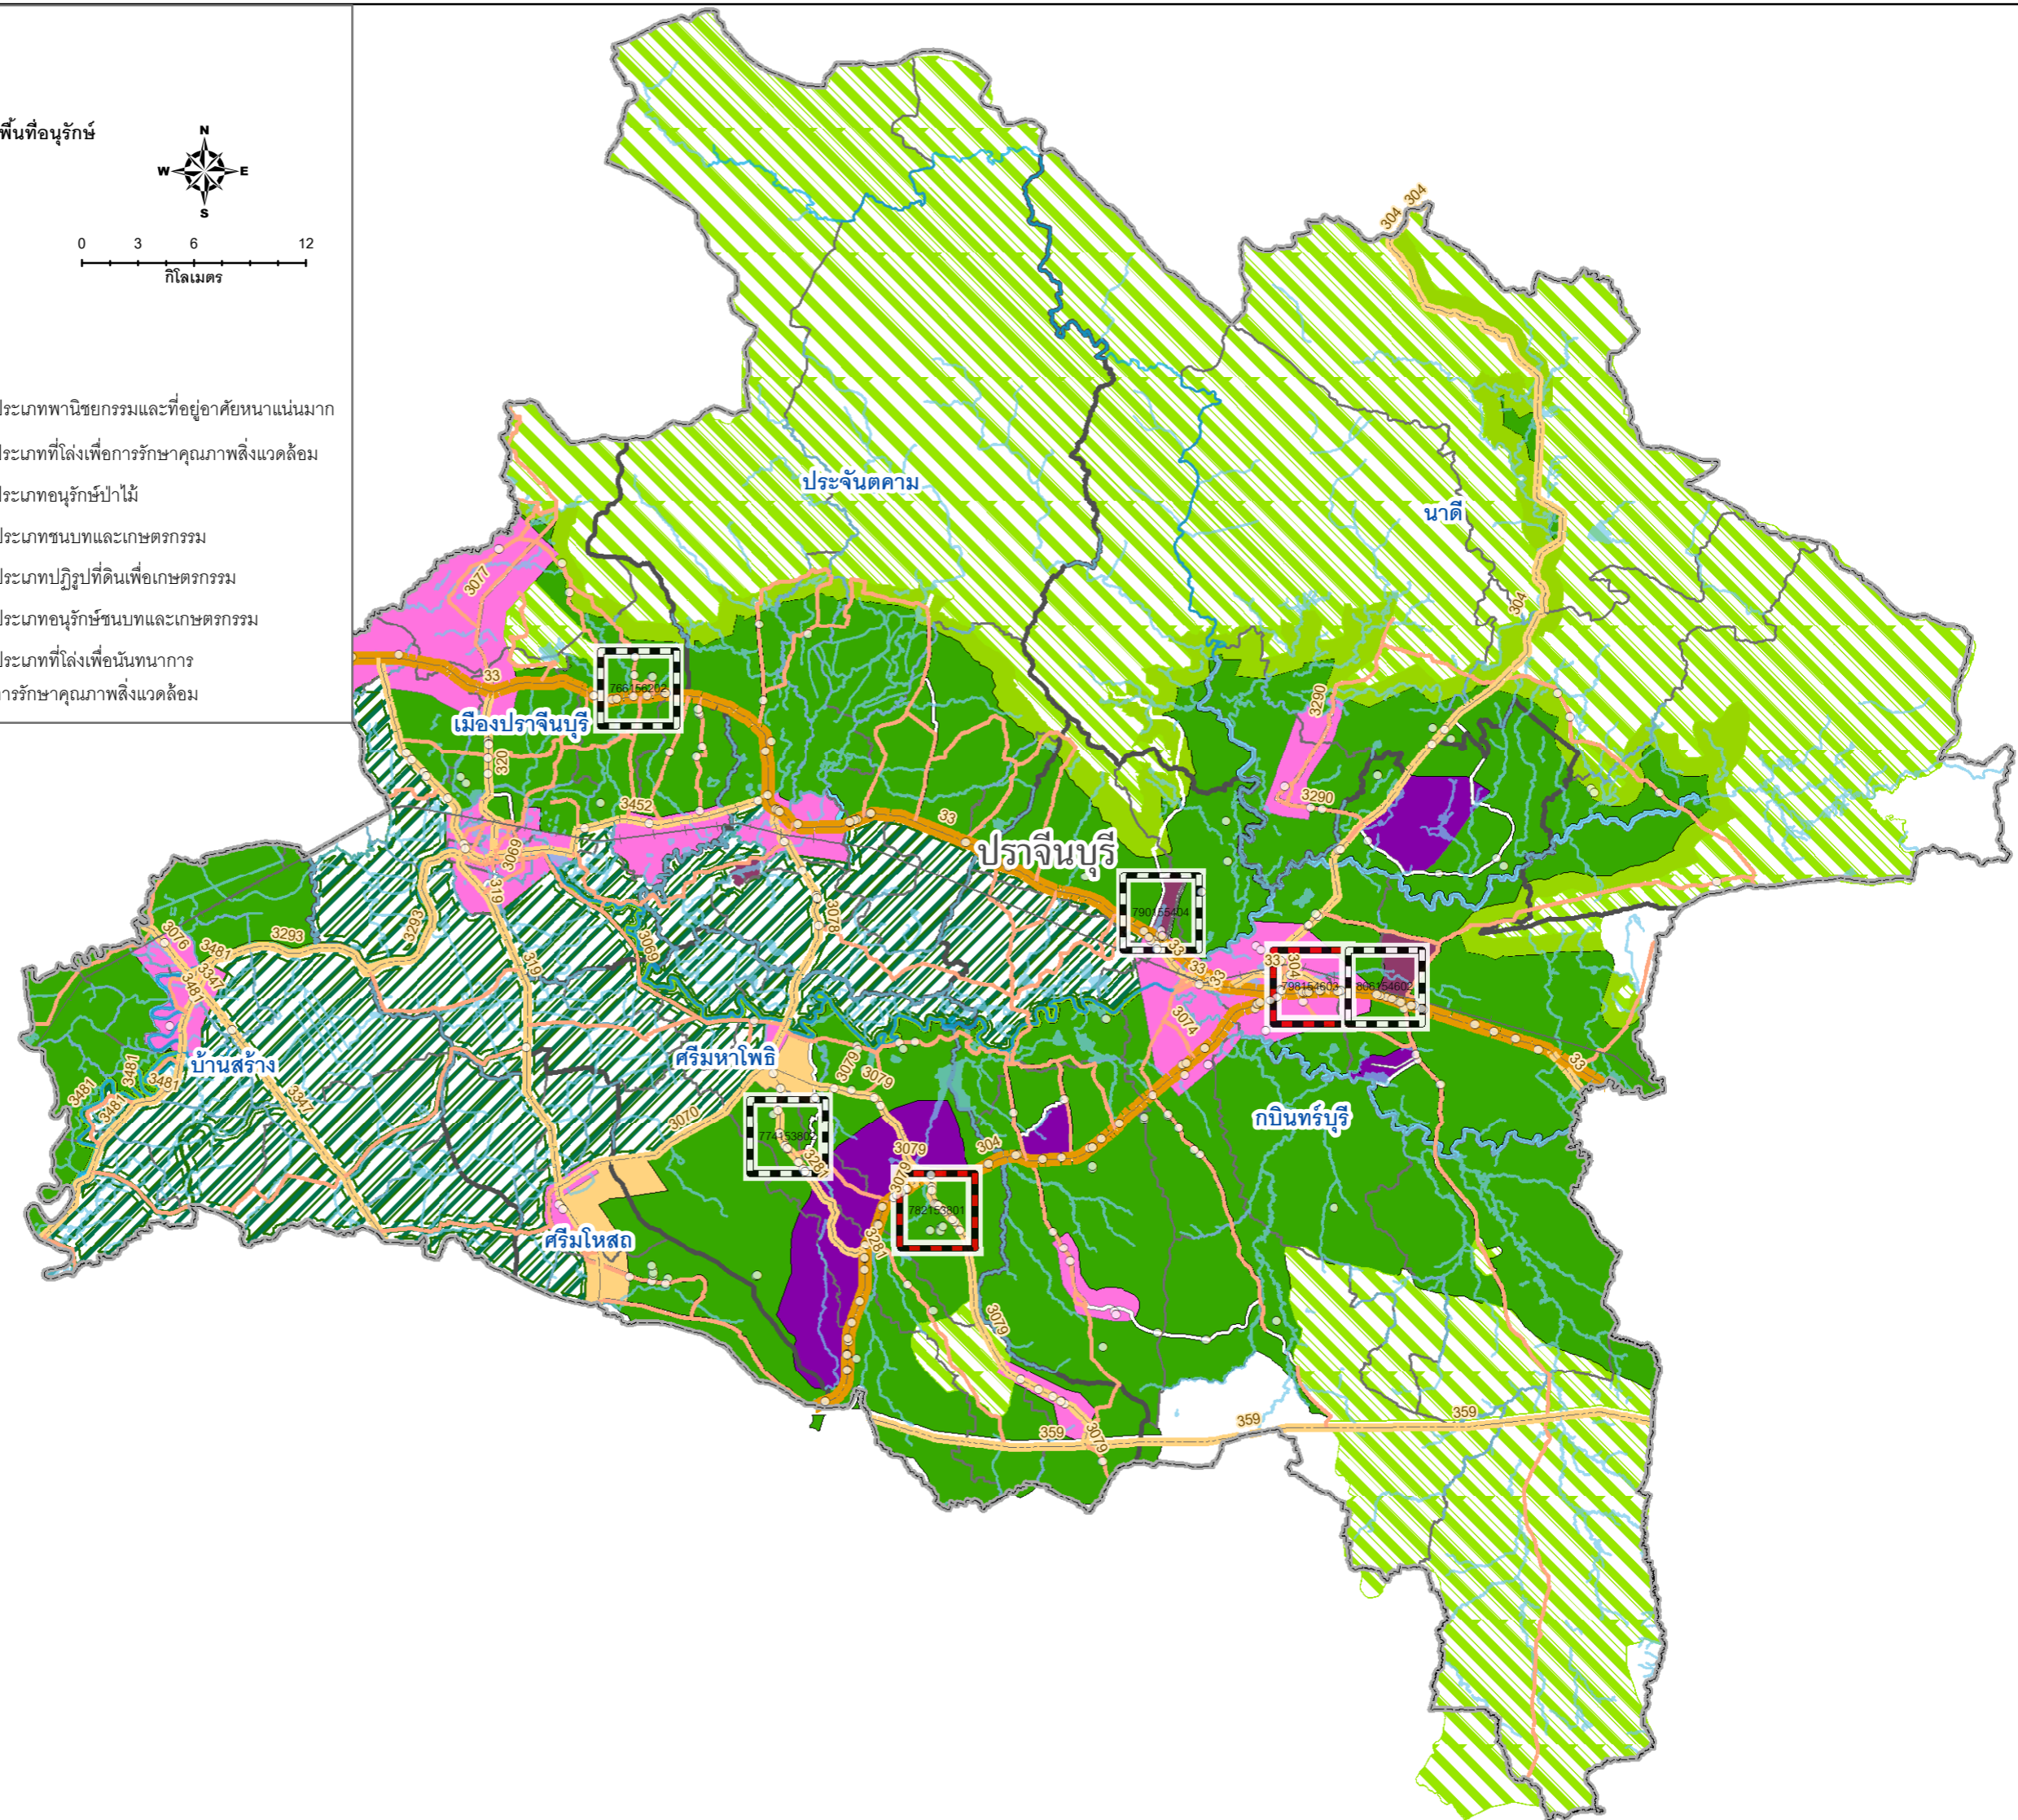 พื้นที่อนุรักษ์
N
W E
S
0 3 6 12
กิโลเมตร
ประเภทพานิชยกรรมและที่อยู่อาศัยหนาแน่นมาก
ประเภทที่โล่งเพื่อการรักษาคุณภาพสิ่งแวดล้อม
ประเภทอนุรักษ์ป่าไม้
ประเภทชนบทและเกษตรกรรม
ประเภทปฏิรูปที่ดินเพื่อเกษตรกรรม
ประเภทอนุรักษ์ชนบทและเกษตรกรรม
ประเภทที่โล่งเพื่อนันทนาการ
การรักษาคุณภาพสิ่งแวดล้อม
304 304
ประจันตคาม
นาดี
3077
304
33
766156202
3290
เมืองปราจีนบุรี
320
3452
3290
33
ปราจีนบุรี
3069
319
3078
790155404
3293
3293
3076
3481
3347
3481
3069
319
33
33
33
33
304
798154603
806154602
3074
บ้านสร้าง
ศรีมหาโพธิ
3079
3079
33
3481
3481
3481
3481
3347
3070
กบินทร์บุรี
774153802
3281
3079
304
3079
782153801
ศรีมโหสถ
3281
3079
359
359
359
3079